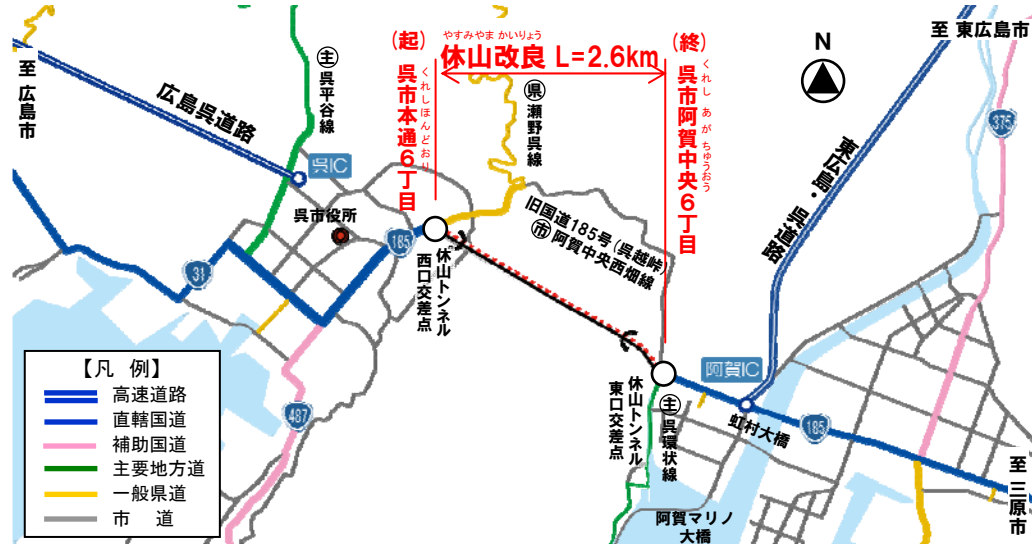 至 広島市
広島呉道路
主
呉平谷線
呉IC
呉市役所
31
185
487
(起)
呉市本通6丁目
くれしほんどおり
やすみやま かいりょう
休山改良 L=2.6km
(終)
呉市阿賀中央6丁目
くれし あが ちゅうおう
県
瀬野呉線
旧国道185号(呉越峠)
市 阿賀中央西畑線
休山トンネル
西口交差点
休山トンネル
東口交差点
主
呉環状線
N
至 東広島市
375
東広島・呉道路
阿賀IC
虹村大橋
185
至 三原市
阿賀マリノ
大橋
【凡 例】
高速道路
直轄国道
補助国道
主要地方道
一般県道
市 道